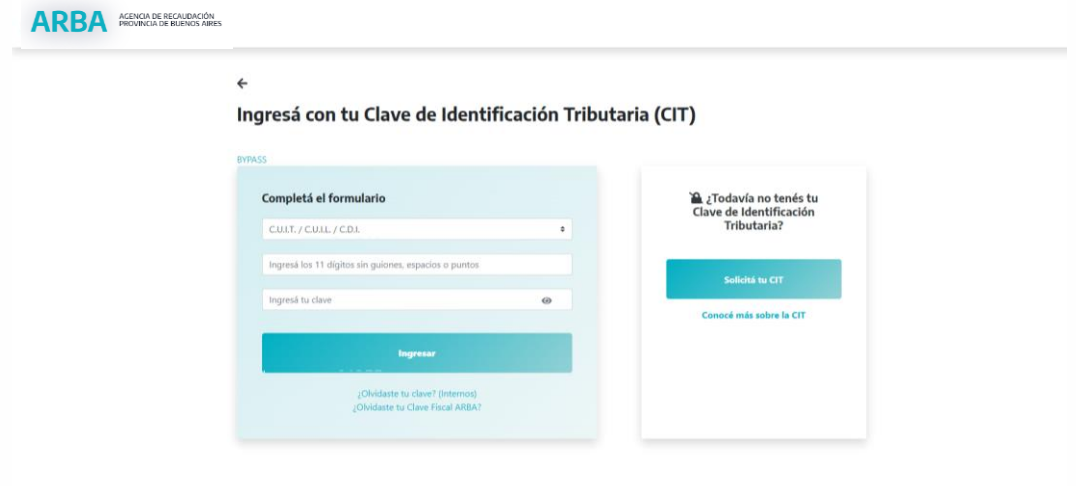 ARBA
AGENCIA DE RECAUDACIÓN
PROVINCIA DE BUENOS AIRES
Ingresá con tu Clave de Identificación Tributaria (CIT)
BYPASS
Completá el formulario
C.U.I.T. / C.U.I.L. / C.D.I.
Ingresá los 11 dígitos sin guiones, espacios o puntos
Ingresá tu clave
Ingresar
¿Olvidaste tu clave? (Internos)
¿Olvidaste tu Clave Fiscal ARBA?
¿Todavía no tenés tu
Clave de Identificación
Tributaria?
Solicitá tu CIT
Conocé más sobre la CIT